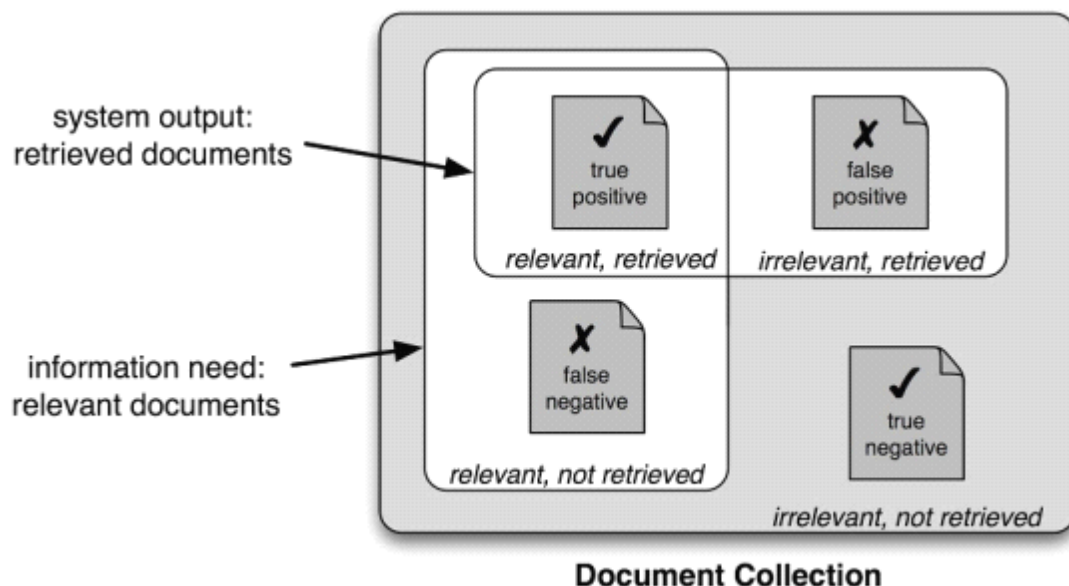 system output:
retrieved documents
✓
true
positive
✗
false
positive
relevant, retrieved
irrelevant, retrieved
information need:
relevant documents
✗
false
negative
✓
true
negative
relevant, not retrieved
irrelevant, not retrieved
Document Collection